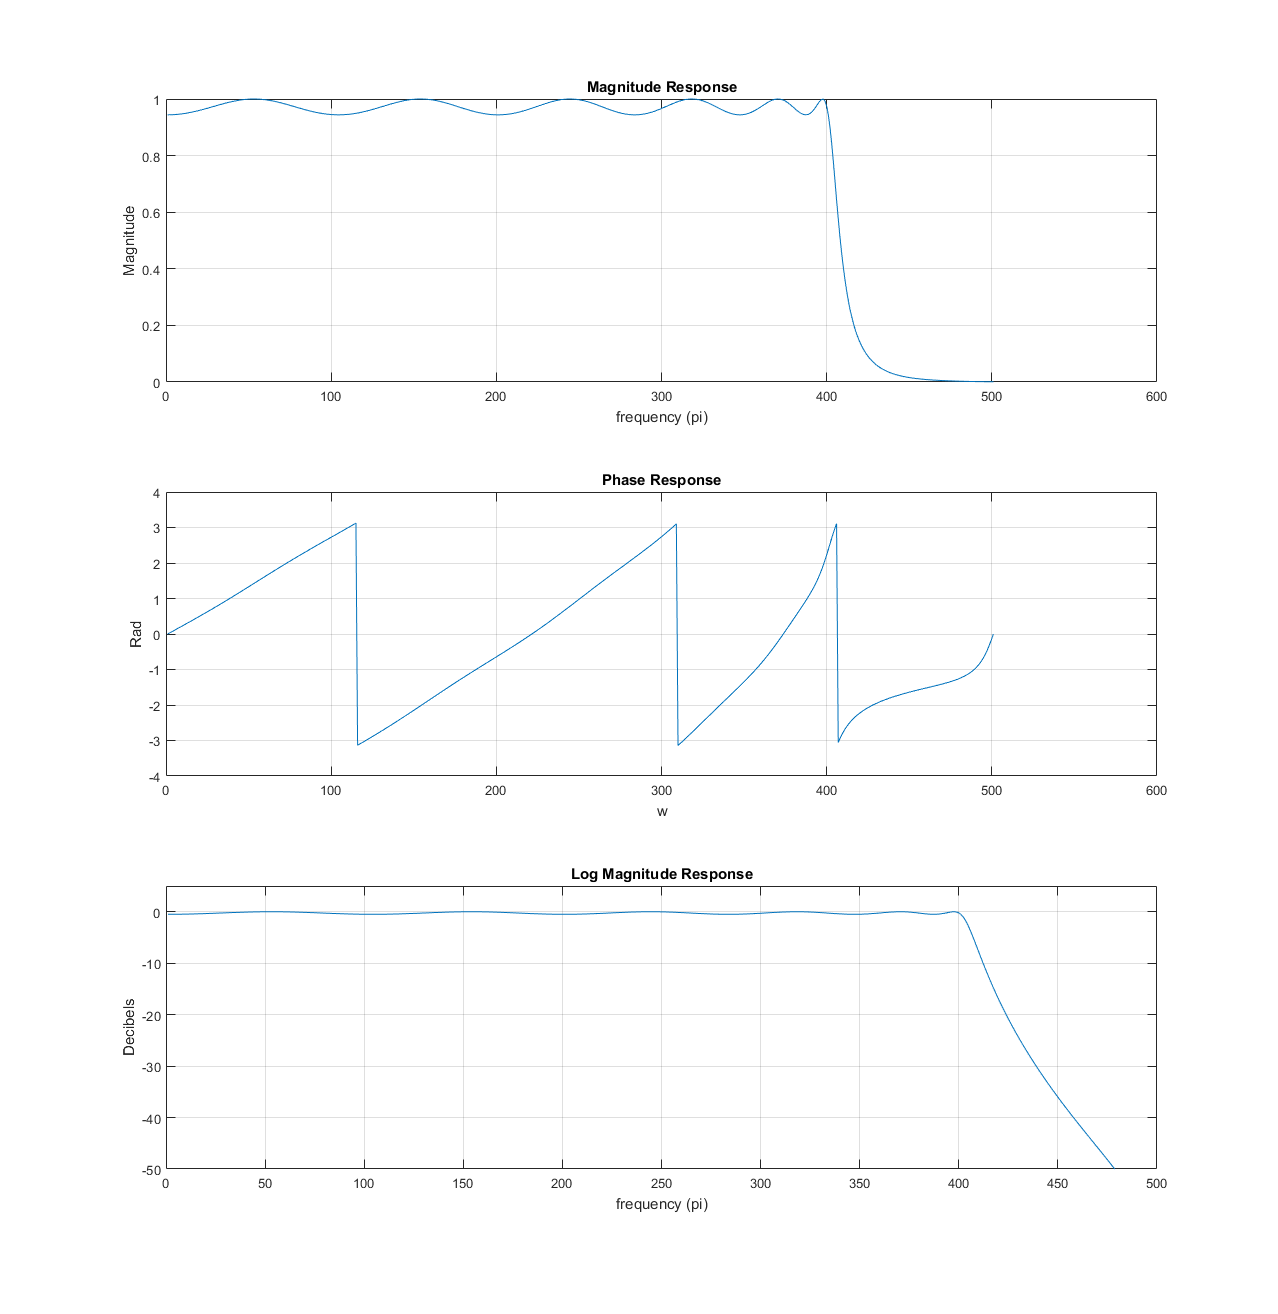 Magnitude Response
1
0.8
0.6
0.4
0.2
0
Magnitude
0 100 200 300 400 500 600
frequency (pi)
Phase Response
4
3
2
1
0
-1
-2
-3
-4
Rad
0 100 200 300 400 500 600
w
Log Magnitude Response
0
-10
-20
-30
-40
-50
Decibels
0 50 100 150 200 250 300 350 400 450 500
frequency (pi)